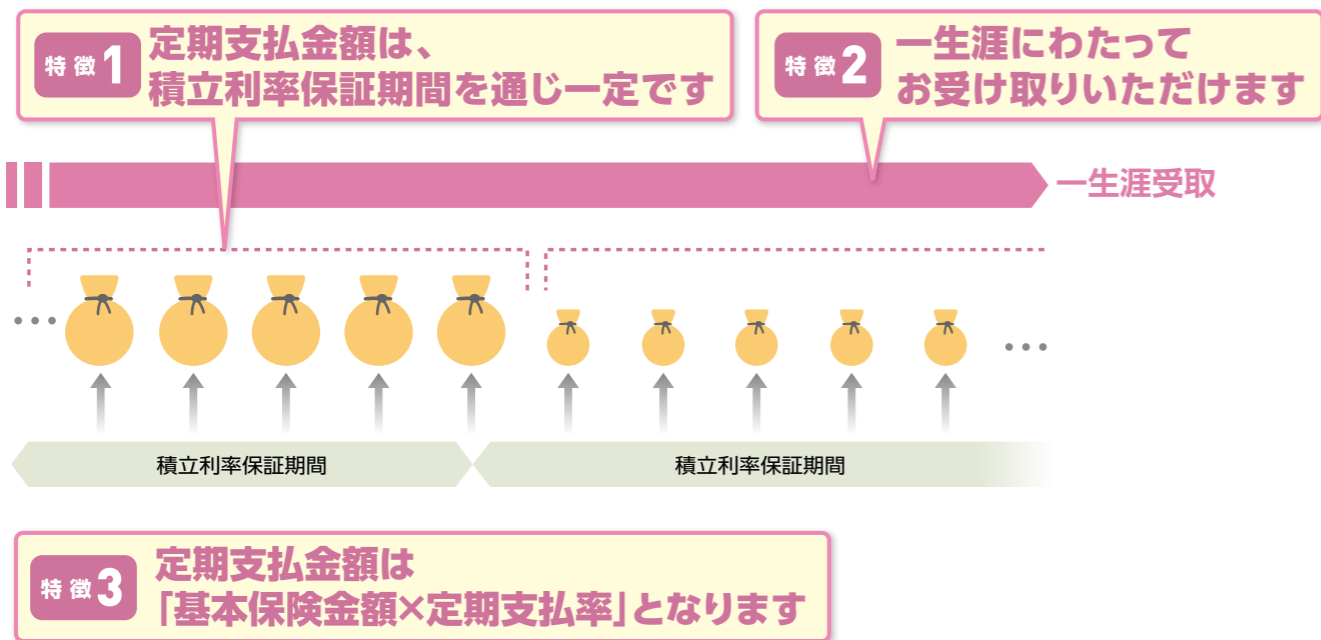 特徴1
定期支払金額は、
積立利率保証期間を通じ一定です
特徴2
一生涯にわたって
お受け取りいただけます
一生涯受取
積立利率保証期間
積立利率保証期間
特徴3
定期支払金額は
「基本保険金額×定期支払率」となります